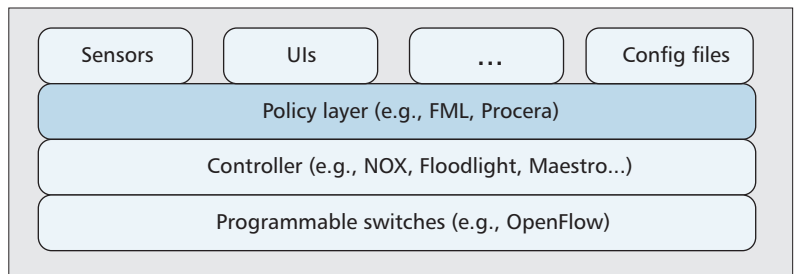 Sensors
UIs
...
Config files
Policy layer (e.g., FML, Procera)
Controller (e.g., NOX, Floodlight, Maestro...)
Programmable switches (e.g., OpenFlow)